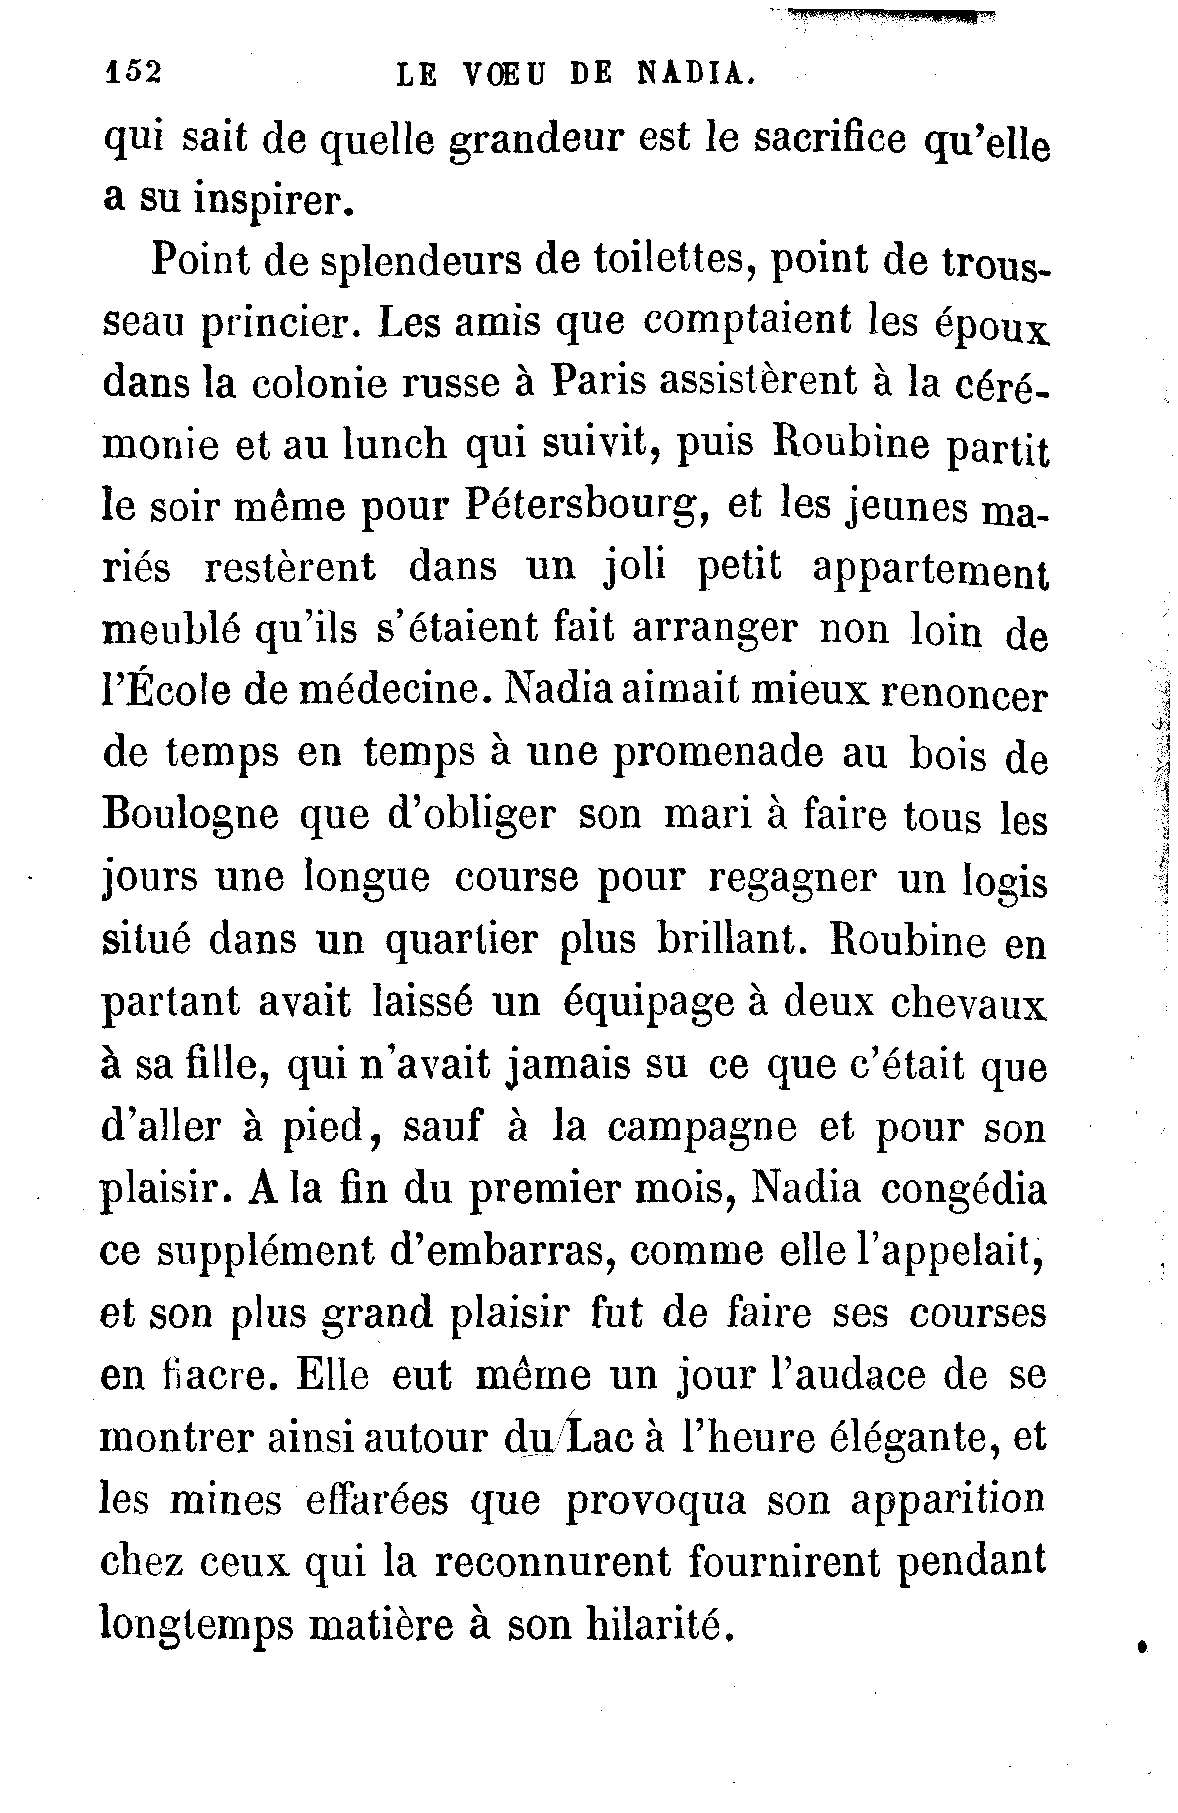 152 LE VŒU DE NADIA.
qui sait de quelle grandeur est le sacrifice qu'elle
a su inspirer.
Point de splendeurs de toilettes, point de trous-
seau princier. Les amis que comptaient les époux
dans la colonie russe à Paris assistèrent à la céré-
monie et au lunch qui suivit, puis Roubine partit
le soir même pour Pétersbourg, et les jeunes ma-
riés restèrent dans un joli petit appartement
meublé qu'ils s'étaient fait arranger non loin de
l'École de médecine. Nadia aimait mieux renoncer
de temps en temps à une promenade au bois de
Boulogne que d'obliger son mari à faire tous les
jours une longue course pour regagner un logis
situé dans un quartier plus brillant. Roubine en
partant avait laissé un équipage à deux chevaux
à sa fille, qui n'avait jamais su ce que c'était que
d'aller à pied, sauf à la campagne et pour son
plaisir. A la fin du premier mois, Nadia congédia
ce supplément d'embarras, comme elle l'appelait,
et son plus grand plaisir fut de faire ses courses
en fiacre. Elle eut même un jour l'audace de se
montrer ainsi autour du Lac à l'heure élégante, et
les mines effarées que provoqua son apparition
chez ceux qui la reconnurent fournirent pendant
longtemps matière à son hilarité.